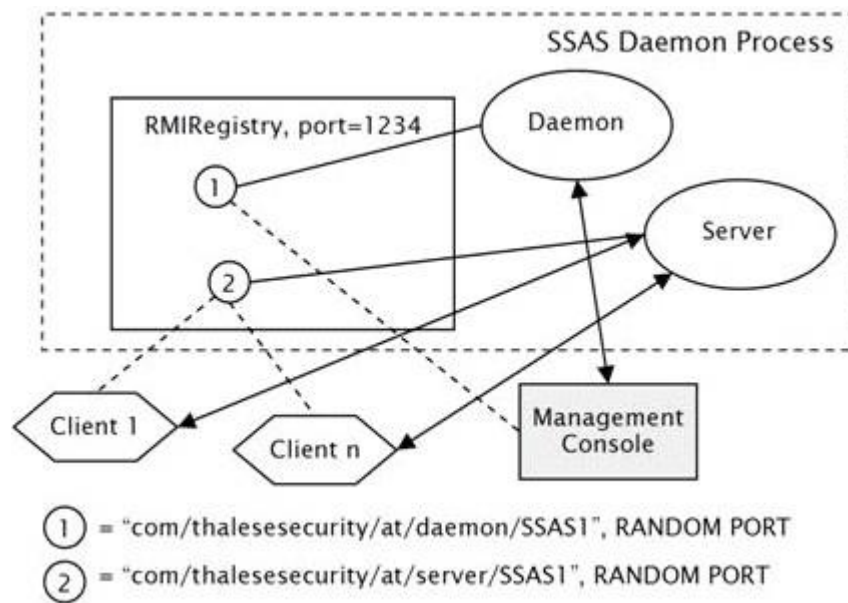 SSAS Daemon Process
RMIRegistry, port=1234
Daemon
1
Server
2
Client 1
Client n
Management
Console
1 = “com/thalesesecurity/at/daemon/SSAS1”, RANDOM PORT
2 = “com/thalesesecurity/at/server/SSAS1”, RANDOM PORT